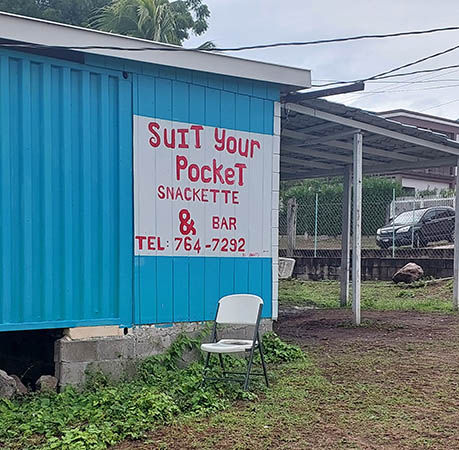 Suit Your
Pocket
SNACKETTE
& BAR
TEL: 764-7292